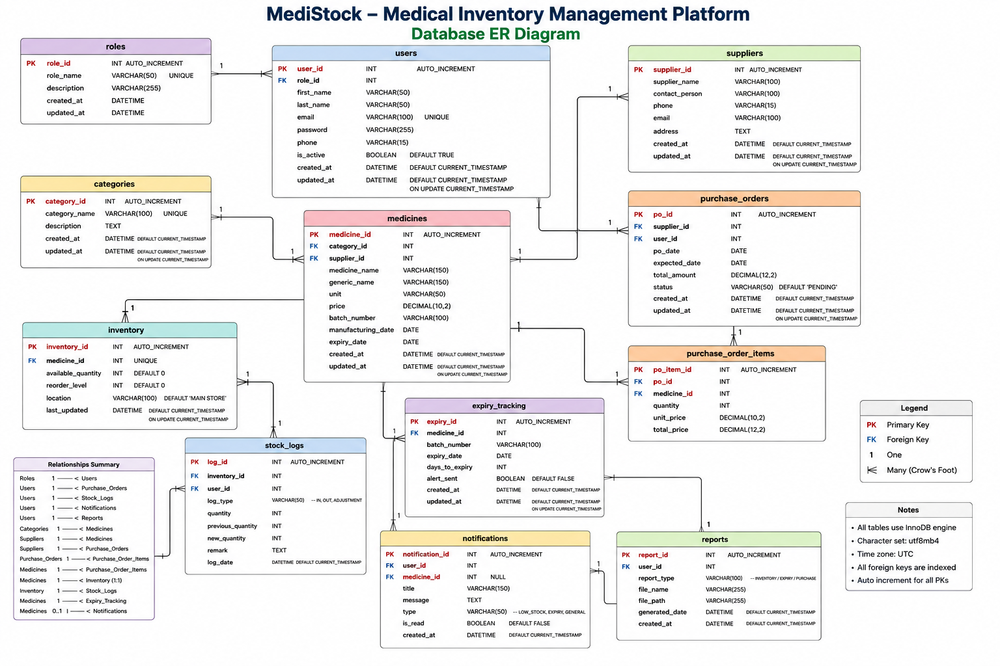 MediStock – Medical Inventory Management Platform
Database ER Diagram
roles
PK role_id INT AUTO_INCREMENT
role_name VARCHAR(50) UNIQUE
description VARCHAR(255)
created_at DATETIME
updated_at DATETIME
1
users
PK user_id INT AUTO_INCREMENT
FK role_id INT
first_name VARCHAR(50)
last_name VARCHAR(50)
email VARCHAR(100) UNIQUE
password VARCHAR(255)
phone VARCHAR(15)
is_active BOOLEAN DEFAULT TRUE
created_at DATETIME DEFAULT CURRENT_TIMESTAMP
updated_at DATETIME DEFAULT CURRENT_TIMESTAMP
ON UPDATE CURRENT_TIMESTAMP
1
suppliers
PK supplier_id INT AUTO_INCREMENT
supplier_name VARCHAR(100)
contact_person VARCHAR(100)
phone VARCHAR(15)
email VARCHAR(100)
address TEXT
created_at DATETIME DEFAULT CURRENT_TIMESTAMP
updated_at DATETIME DEFAULT CURRENT_TIMESTAMP
ON UPDATE CURRENT_TIMESTAMP
categories
PK category_id INT AUTO_INCREMENT
category_name VARCHAR(100) UNIQUE
description TEXT
created_at DATETIME DEFAULT CURRENT_TIMESTAMP
updated_at DATETIME DEFAULT CURRENT_TIMESTAMP
ON UPDATE CURRENT_TIMESTAMP
1
1
medicines
PK medicine_id INT AUTO_INCREMENT
FK category_id INT
FK supplier_id INT
medicine_name VARCHAR(150)
generic_name VARCHAR(150)
unit VARCHAR(50)
price DECIMAL(10,2)
batch_number VARCHAR(100)
manufacturing_date DATE
expiry_date DATE
created_at DATETIME DEFAULT CURRENT_TIMESTAMP
updated_at DATETIME DEFAULT CURRENT_TIMESTAMP
ON UPDATE CURRENT_TIMESTAMP
1
1
1
purchase_orders
PK po_id INT AUTO_INCREMENT
FK supplier_id INT
FK user_id INT
po_date DATE
expected_date DATE
total_amount DECIMAL(12,2)
status VARCHAR(50) DEFAULT 'PENDING'
created_at DATETIME DEFAULT CURRENT_TIMESTAMP
updated_at DATETIME DEFAULT CURRENT_TIMESTAMP
ON UPDATE CURRENT_TIMESTAMP
1
1
inventory
PK inventory_id INT AUTO_INCREMENT
FK medicine_id INT UNIQUE
available_quantity INT DEFAULT 0
reorder_level INT DEFAULT 0
location VARCHAR(100) DEFAULT 'MAIN STORE'
last_updated DATETIME DEFAULT CURRENT_TIMESTAMP
ON UPDATE CURRENT_TIMESTAMP
1
1
1
purchase_order_items
PK po_item_id INT AUTO_INCREMENT
FK po_id INT
FK medicine_id INT
quantity INT
unit_price DECIMAL(10,2)
total_price DECIMAL(12,2)
1
expiry_tracking
PK expiry_id INT AUTO_INCREMENT
FK medicine_id INT
batch_number VARCHAR(100)
expiry_date DATE
days_to_expiry INT
alert_sent BOOLEAN DEFAULT FALSE
created_at DATETIME DEFAULT CURRENT_TIMESTAMP
updated_at DATETIME DEFAULT CURRENT_TIMESTAMP
ON UPDATE CURRENT_TIMESTAMP
Legend
PK Primary Key
FK Foreign Key
1 One
Many (Crow's Foot)
stock_logs
PK log_id INT AUTO_INCREMENT
FK inventory_id INT
FK user_id INT
log_type VARCHAR(50) -- IN, OUT, ADJUSTMENT
quantity INT
previous_quantity INT
new_quantity INT
remark TEXT
log_date DATETIME DEFAULT CURRENT_TIMESTAMP
1
Relationships Summary
Roles 1 —— < Users
Users 1 —— < Purchase_Orders
Users 1 —— < Stock_Logs
Users 1 —— < Notifications
Users 1 —— < Reports
Categories 1 —— < Medicines
Suppliers 1 —— < Medicines
Suppliers 1 —— < Purchase_Orders
Purchase_Orders 1 —— < Purchase_Order_Items
Medicines 1 —— < Purchase_Order_Items
Medicines 1 —— < Inventory (1:1)
Inventory 1 —— < Stock_Logs
Medicines 1 —— < Expiry_Tracking
Medicines 0..1 I —— < Notifications
1
1
1
notifications
PK notification_id INT AUTO_INCREMENT
FK user_id INT
FK medicine_id INT NULL
title VARCHAR(150)
message TEXT
type VARCHAR(50) -- LOW_STOCK, EXPIRY, GENERAL
is_read BOOLEAN DEFAULT FALSE
created_at DATETIME DEFAULT CURRENT_TIMESTAMP
1
reports
PK report_id INT AUTO_INCREMENT
FK user_id INT
report_type VARCHAR(100) -- INVENTORY / EXPIRY / PURCHASE
file_name VARCHAR(255)
file_path VARCHAR(255)
generated_date DATETIME DEFAULT CURRENT_TIMESTAMP
created_at DATETIME DEFAULT CURRENT_TIMESTAMP
Notes
• All tables use InnoDB engine
• Character set: utf8mb4
• Time zone: UTC
• All foreign keys are indexed
• Auto increment for all PKs